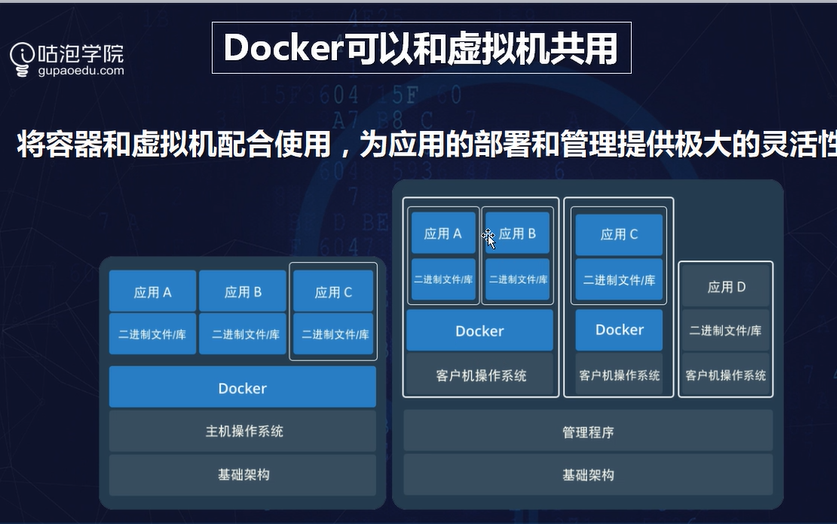 咕泡学院
gupaoedu.com
Docker可以和虚拟机共用
将容器和虚拟机配合使用，为应用的部署和管理提供极大的灵活性
应用 A
应用 B
应用 C
二进制文件/库
二进制文件/库
二进制文件/库
Docker
主机操作系统
基础架构
应用 A
应用 B
应用 C
二进制文件/库
二进制文件/库
二进制文件/库
应用 D
Docker
Docker
二进制文件/库
客户机操作系统
客户机操作系统
客户机操作系统
管理程序
基础架构